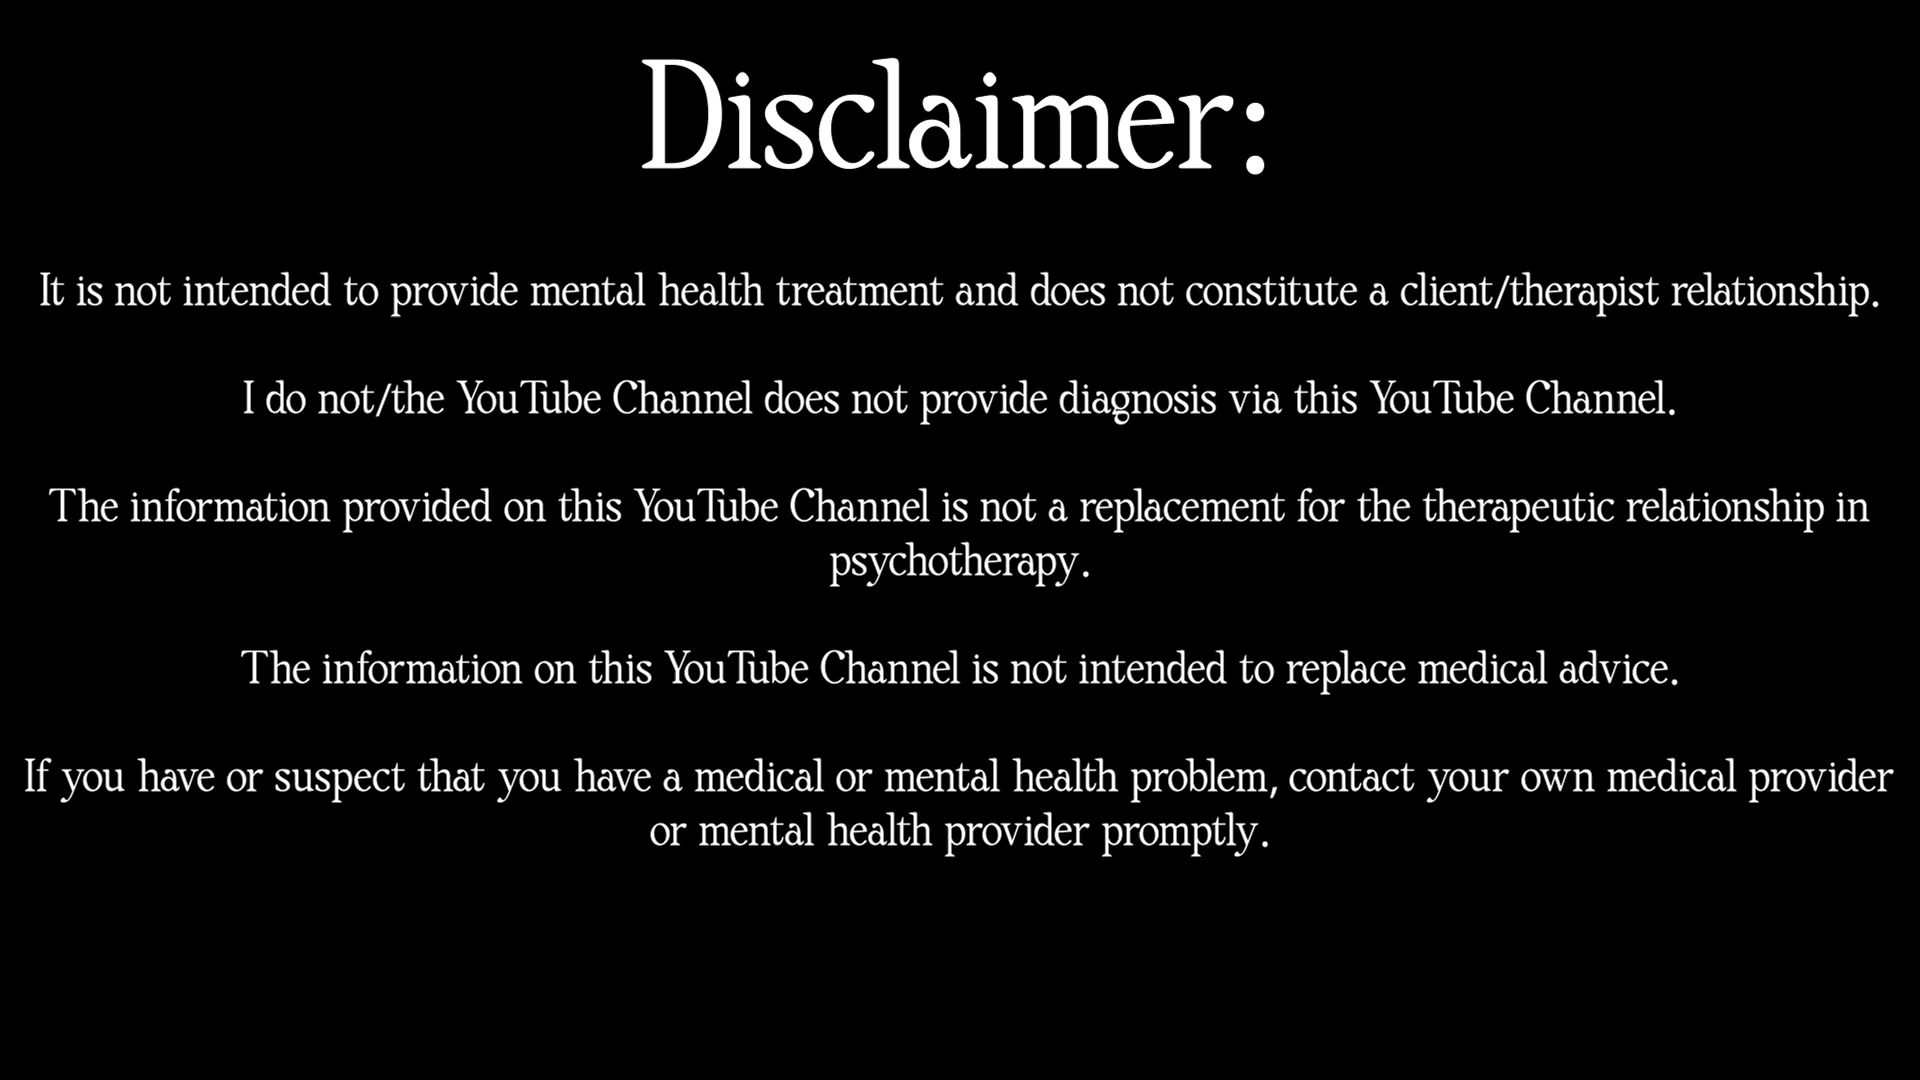 Disclaimer:
It is not intended to provide mental health treatment and does not constitute a client/therapist relationship.
I do not/the YouTube Channel does not provide diagnosis via this YouTube Channel.
The information provided on this YouTube Channel is not a replacement for the therapeutic relationship in
psychotherapy.
The information on this YouTube Channel is not intended to replace medical advice.
If you have or suspect that you have a medical or mental health problem, contact your own medical provider
or mental health provider promptly.